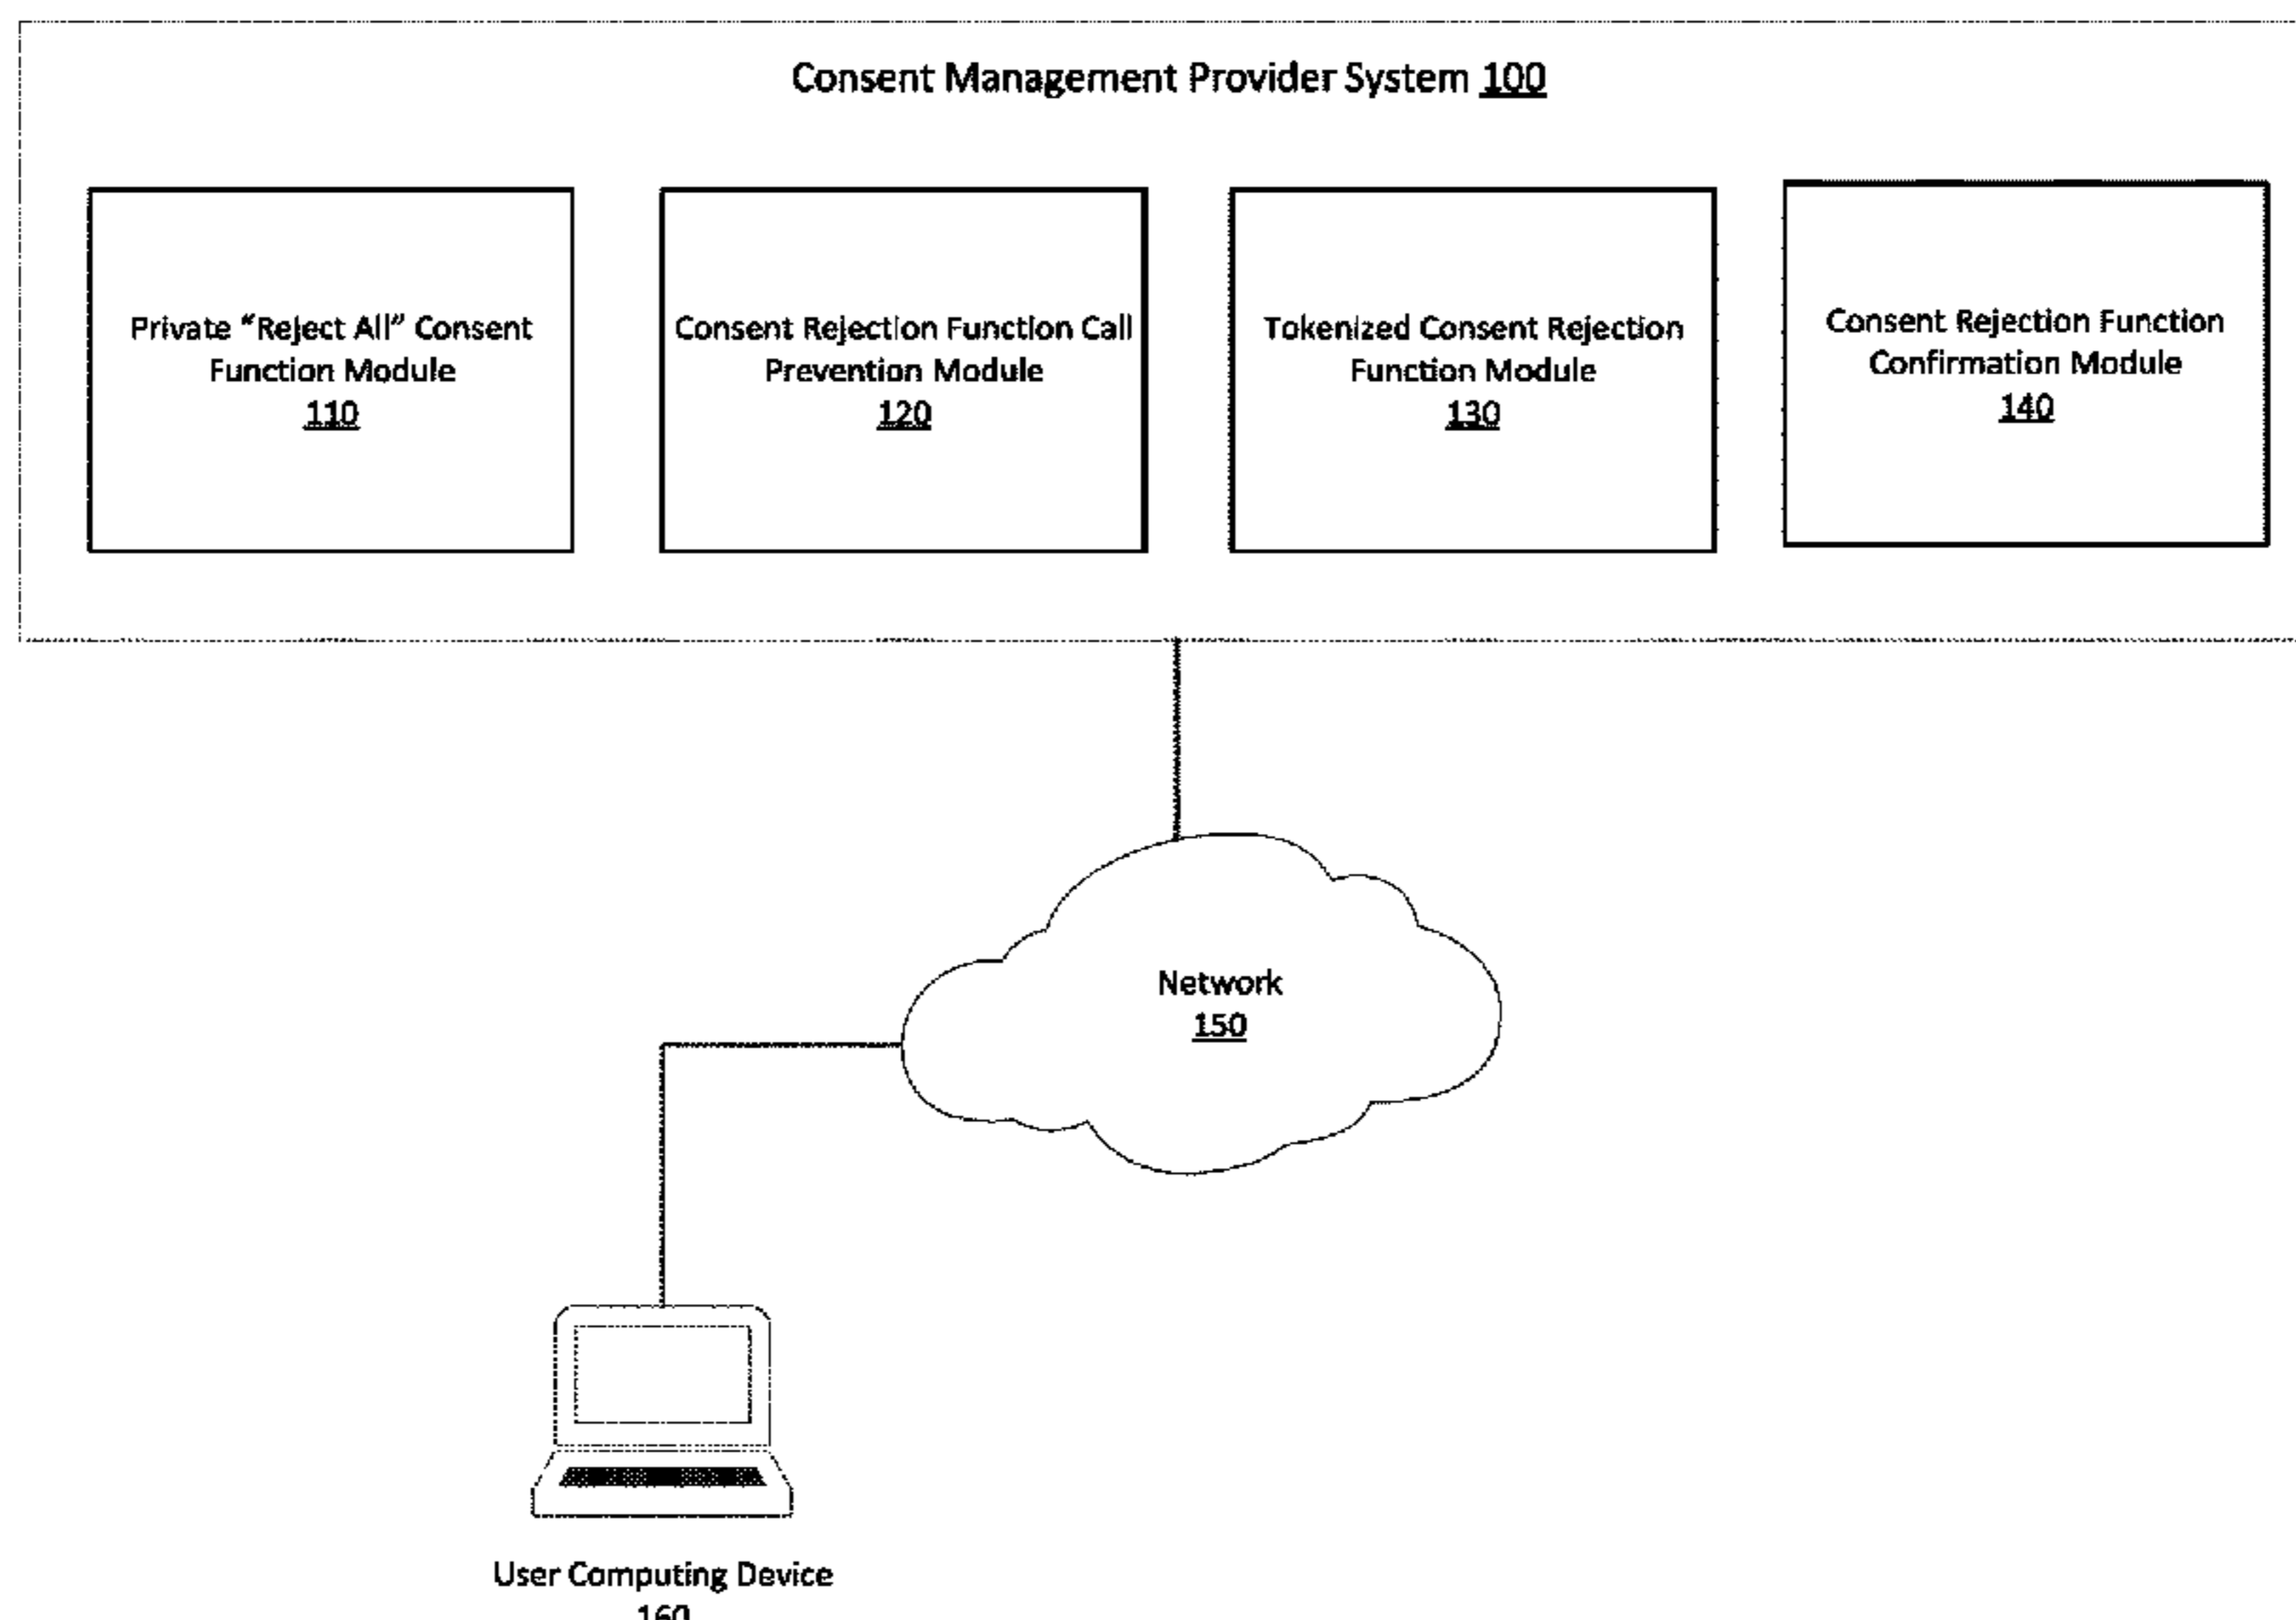 Consent Management Provider System 100
Private “Reject All” Consent
Function Module
110
Consent Rejection Function Call
Prevention Module
120
Tokenized Consent Rejection
Function Module
130
Consent Rejection Function
Confirmation Module
140
Network
150
User Computing Device
160